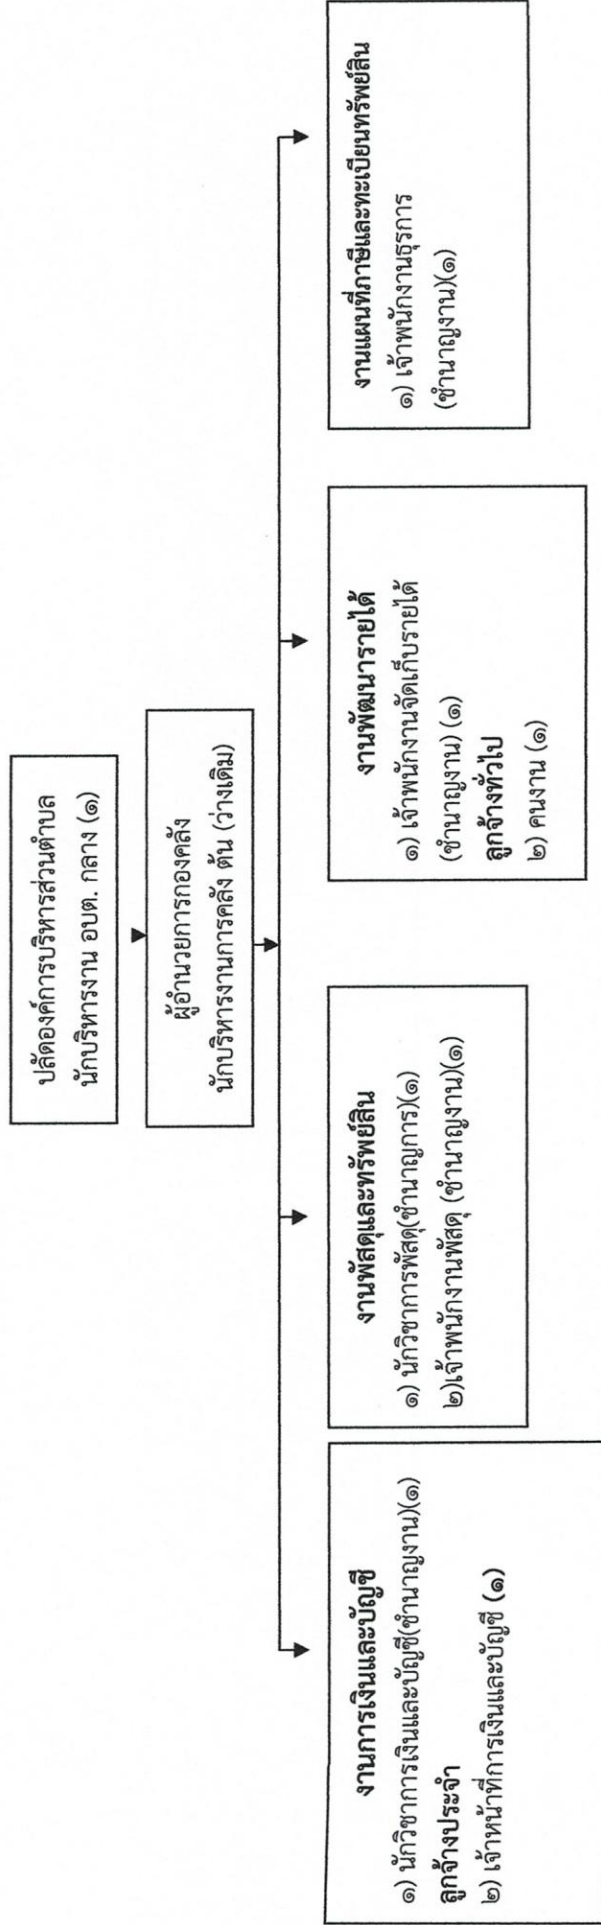 ปลัดองค์การบริหารส่วนตำบล
นักบริหารงาน อบต. กลาง (๑)
ผู้อำนวยการกองคลัง
นักบริหารงานการคลัง ต้น (ว่างเดิม)
งานการเงินและบัญชี
๑) นักวิชาการเงินและบัญชี(ชำนาญงาน)(๑)
ลูกจ้างประจำ
๒) เจ้าหน้าที่การเงินและบัญชี (๑)
งานพัสดุและทรัพย์สิน
๑) นักวิชาการพัสดุ(ชำนาญการ)(๑)
๒)เจ้าพนักงานพัสดุ (ชำนาญงาน)(๑)
งานพัฒนารายได้
๑) เจ้าพนักงานจัดเก็บรายได้
(ชำนาญงาน) (๑)
ลูกจ้างทั่วไป
๒) คนงาน (๑)
งานแผนที่ภาษีและทะเบียนทรัพย์สิน
๑) เจ้าพนักงานธุรการ
(ชำนาญงาน)(๑)